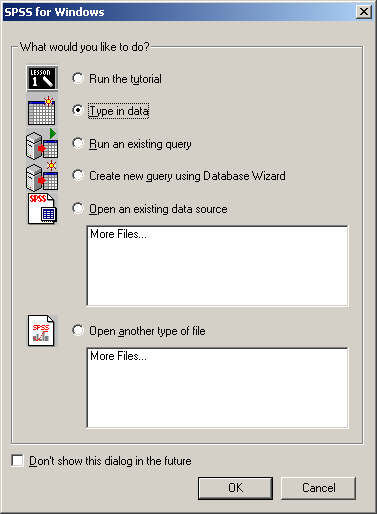 SPSS for Windows
What would you like to do?
LESSON
1
Run the tutorial
Type in data
Run an existing query
Create new query using Database Wizard
SPSS
Open an existing data source
More Files...
SPSS
Open another type of file
More Files...
Don't show this dialog in the future
OK
Cancel